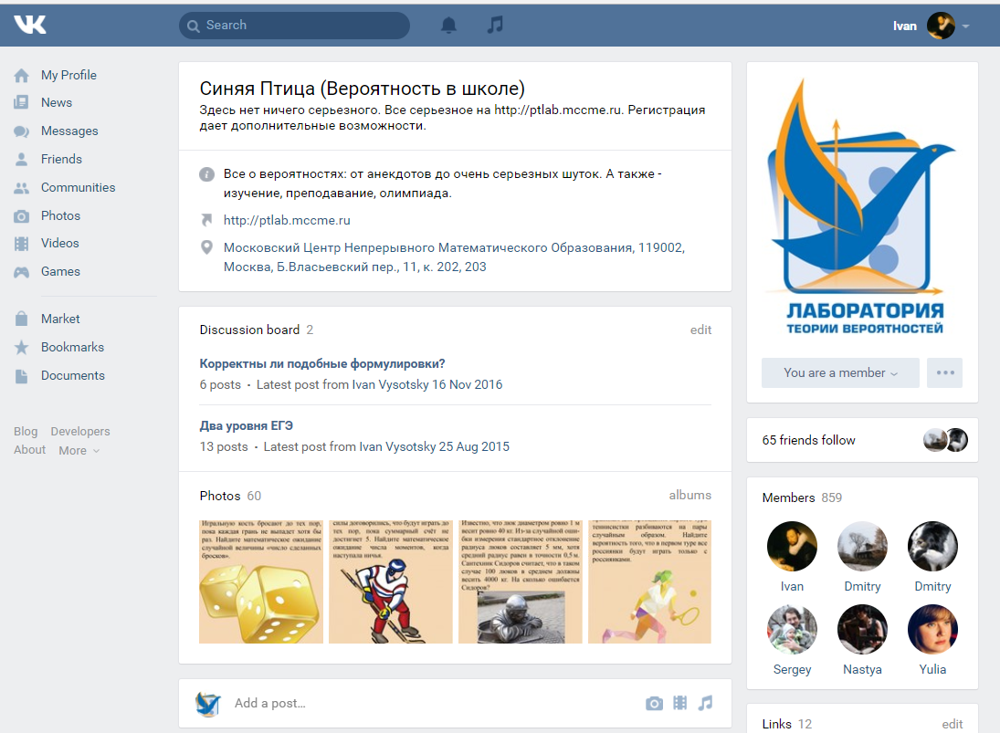 VK
Search
Ivan
My Profile
News
Messages
Friends
Communities
Photos
Videos
Games
Market
Bookmarks
Documents
Blog Developers
About More
Синяя Птица (Вероятность в школе)
Здесь нет ничего серьезного. Все серьезное на http://ptlab.mccme.ru. Регистрация
дает дополнительные возможности.
Все о вероятностях: от анекдотов до очень серьезных шуток. А также -
изучение, преподавание, олимпиада.
http://ptlab.mccme.ru
Московский Центр Непрерывного Математического Образования, 119002,
Москва, Б.Власьевский пер., 11, к. 202, 203
Discussion board 2
edit
Корректны ли подобные формулировки?
6 posts · Latest post from Ivan Vysotsky 16 Nov 2016
Два уровня ЕГЭ
13 posts · Latest post from Ivan Vysotsky 25 Aug 2015
Photos 60
albums
Игральную кость бросают до тех пор,
пока каждая грань не выпадет хотя бы
раз. Найдите математическое ожидание
случайной величины «число сделанных
бросков».
силы договорились, что будут играть до
тех пор, пока суммарный счёт не
достигнет 5. Найдите математическое
ожидание числа моментов, когда
наступала ничья.
Известно, что люк диаметром ровно 1 м
весит ровно 40 кг. Из-за случайной ошиб-
ки измерения стандартное отклонение
радиуса люков составляет 5 мм, хотя
средний радиус равен в точности 0,5 м.
Сантехник Сидоров считает, что в таком
случае 100 люков в среднем должны
весить 4000 кг. На сколько ошибается
Сидоров?
теннисистки разбиваются на пары
случайным образом. Найдите
вероятность того, что в первом туре все
россиянки будут играть только с
россиянками.
Add a post...
ЛАБОРАТОРИЯ
ТЕОРИИ ВЕРОЯТНОСТЕЙ
You are a member
65 friends follow
Members 859
Ivan
Dmitry
Dmitry
Sergey
Nastya
Yulia
Links 12
edit